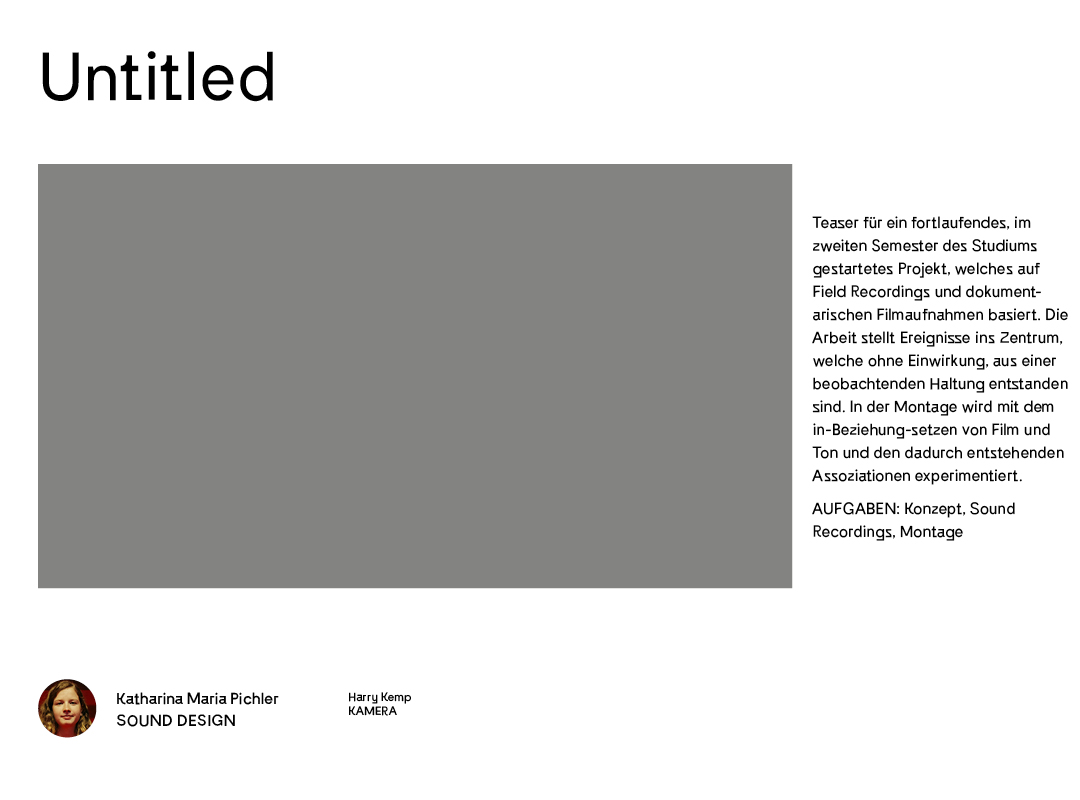 Untitled
Teaser für ein fortlaufendes, im
zweiten Semester des Studiums
gestartetes Projekt, welches auf
Field Recordings und dokument-
arischen Filmaufnahmen basiert. Die
Arbeit stellt Ereignisse ins Zentrum,
welche ohne Einwirkung, aus einer
beobachtenden Haltung entstanden
sind. In der Montage wird mit dem
in-Beziehung-setzen von Film und
Ton und den dadurch entstehenden
Assoziationen experimentiert.
AUFGABEN: Konzept, Sound
Recordings, Montage
Katharina Maria Pichler
SOUND DESIGN
Harry Kemp
KAMERA